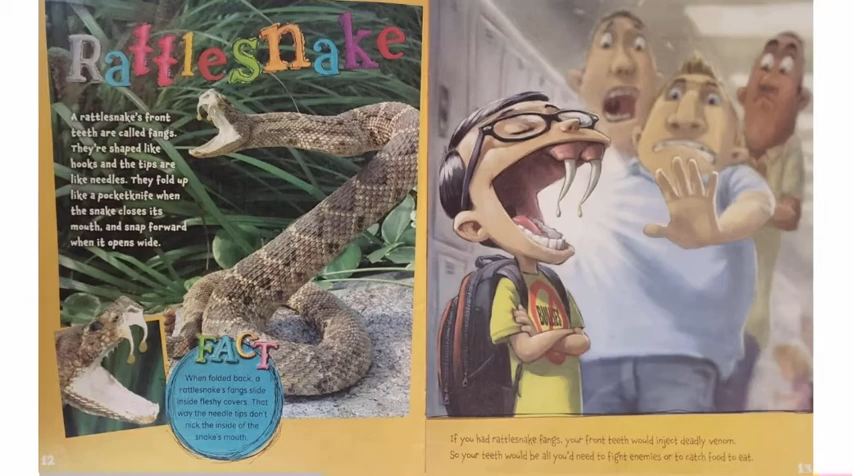 Rattlesnake
A rattlesnake's front
teeth are called fangs.
They're shaped like
hooks and the tips are
like needles. They fold up
like a pocketknife when
the snake closes its
mouth, and snap forward
when it opens wide.
FACT
When folded back, a
rattlesnake's fangs slide
inside fleshy covers. That
way the needle tips don't
nick the inside of the
snake's mouth.
12
BULLIES
If you had rattlesnake fangs, your front teeth would inject deadly venom.
So your teeth would be all you'd need to fight enemies or to catch food to eat.
13